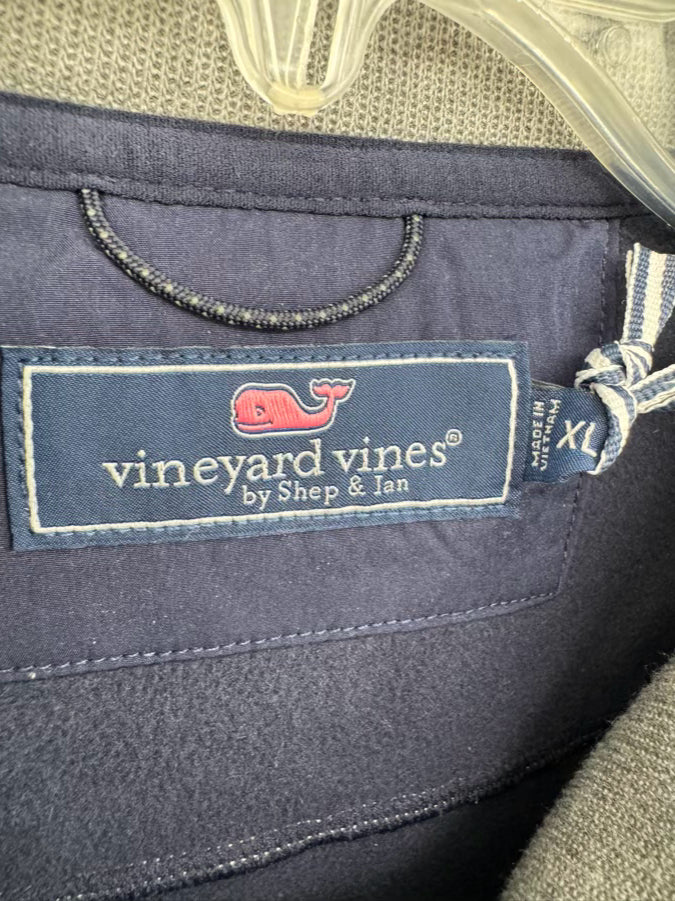 vineyard vines®
by Shep & Ian
MADE IN
VIETNAM
XL